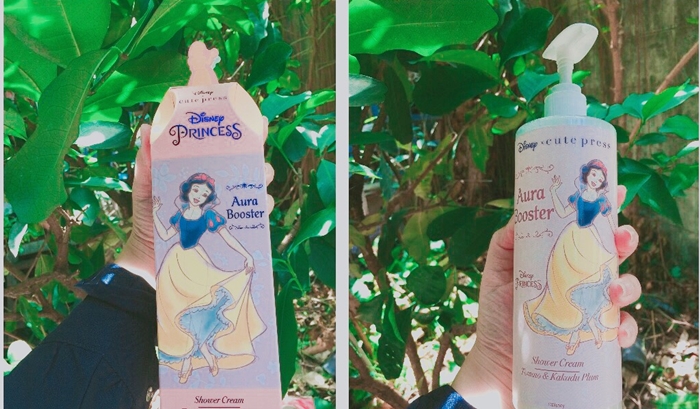 Disney
cute press
Disney
PRINCESS
Aura
Booster
Shower Cream
Disney cute press
Aura
Booster
Disney
PRINCESS
Shower Cream
& Kakadu Plum